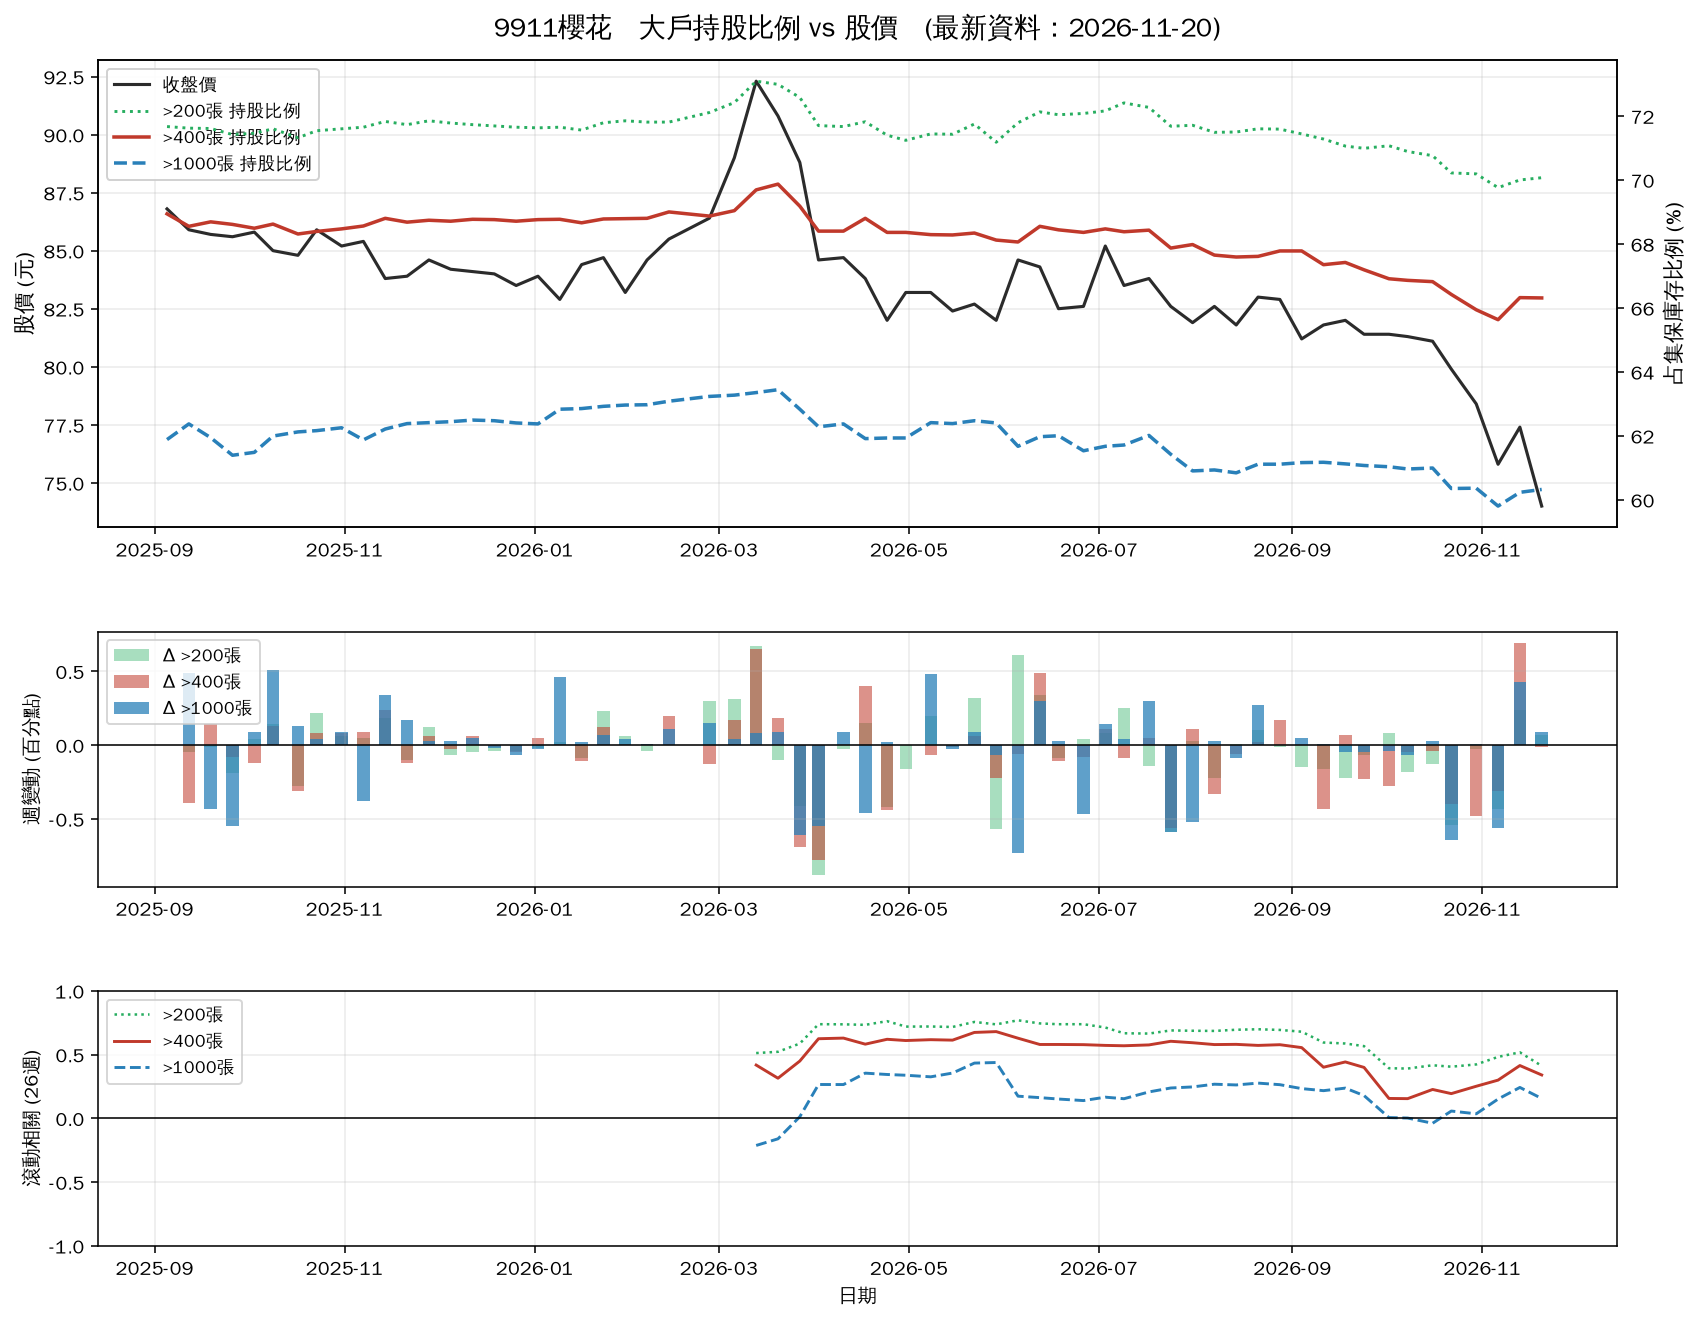 9911櫻花　大戶持股比例 vs 股價　(最新資料：2026-11-20)
收盤價
>200張 持股比例
>400張 持股比例
>1000張 持股比例
股價 (元)
92.5
90.0
87.5
85.0
82.5
80.0
77.5
75.0
占集保庫存比例 (%)
72
70
68
66
64
62
60
2025-09 2025-11 2026-01 2026-03 2026-05 2026-07 2026-09 2026-11
Δ >200張
Δ >400張
Δ >1000張
週變動 (百分點)
0.5
0.0
-0.5
2025-09 2025-11 2026-01 2026-03 2026-05 2026-07 2026-09 2026-11
>200張
>400張
>1000張
滾動相關 (26週)
1.0
0.5
0.0
-0.5
-1.0
2025-09 2025-11 2026-01 2026-03 2026-05 2026-07 2026-09 2026-11
日期